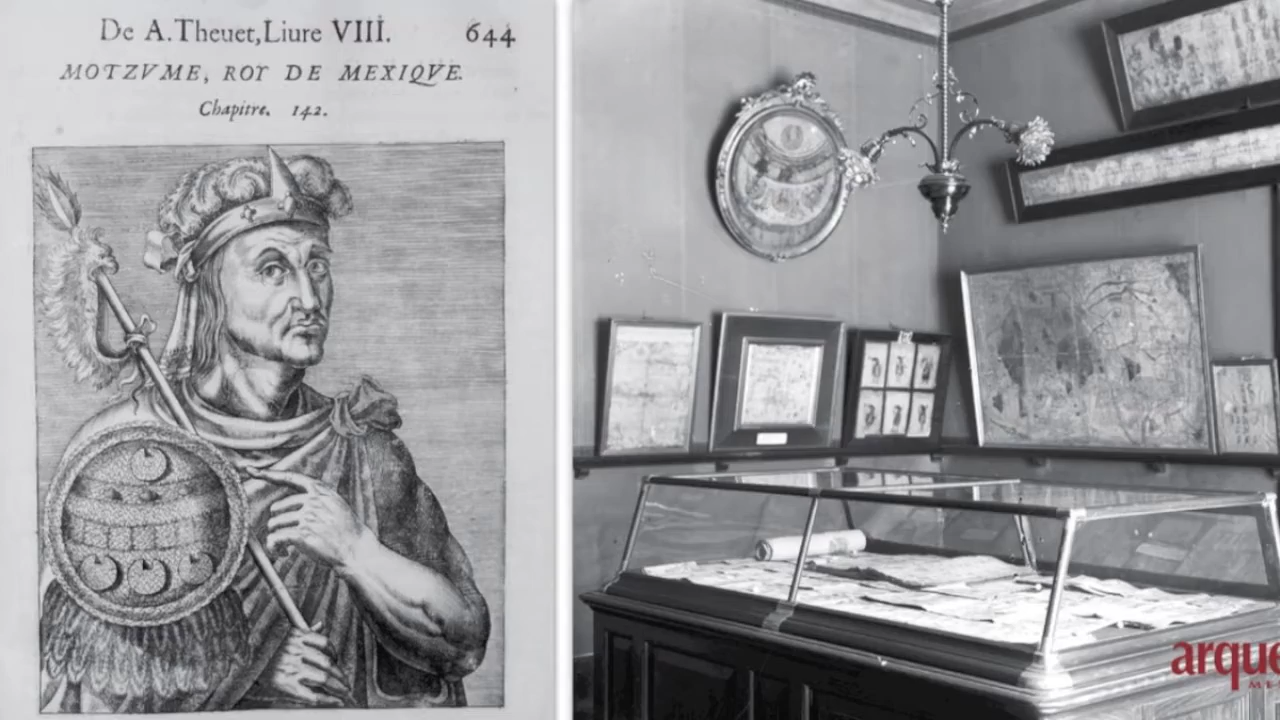 De A.Theuet,Liure VIII. 644
MOTZVME, ROY DE MEXIQVE.
Chapitre. 142.
arque